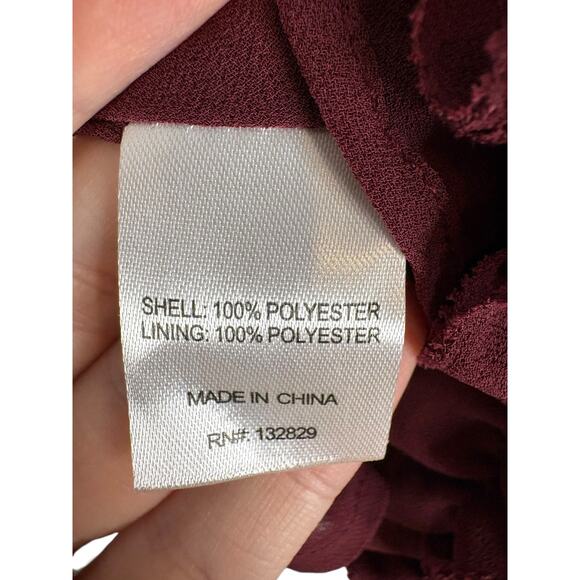 SHELL: 100% POLYESTER
LINING: 100% POLYESTER
MADE IN CHINA
RN#: 132829